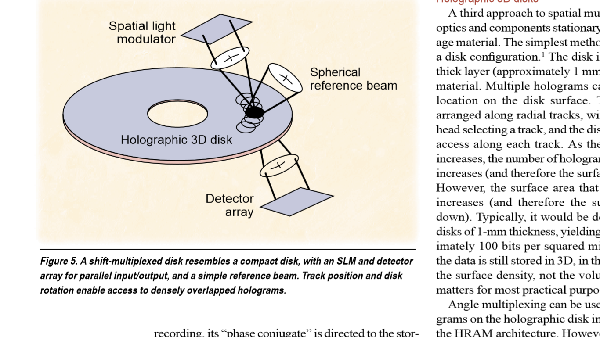 Spatial light
modulator
Spherical
reference beam
Holographic 3D disk
Detector
array
Figure 5. A shift-multiplexed disk resembles a compact disk, with an SLM and detector
array for parallel input/output, and a simple reference beam. Track position and disk
rotation enable access to densely overlapped holograms.
recording, its "phase conjugate" is directed to the stor-
Holographic 3D disks
A third approach to spatial mu
optics and components stationary
age material. The simplest metho
a disk configuration.¹ The disk i
thick layer (approximately 1 mm
material. Multiple holograms ca
location on the disk surface. T
arranged along radial tracks, wi
head selecting a track, and the dis
access along each track. As the
increases, the number of hologra
increases (and therefore the surfa
However, the surface area that
increases (and therefore the su
down). Typically, it would be de
disks of 1-mm thickness, yielding
imately 100 bits per squared mi
the data is still stored in 3D, in th
the surface density, not the volu
matters for most practical purpo
Angle multiplexing can be use
grams on the holographic disk in
the HRAM architecture. Howev